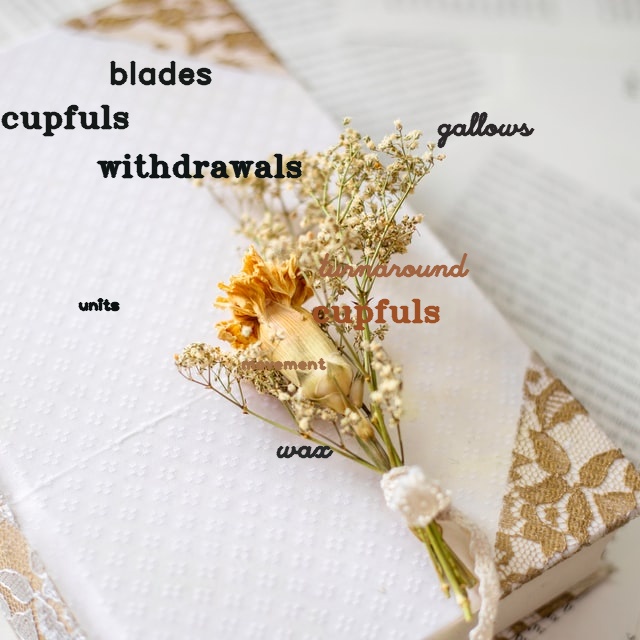 blades
cupfuls
gallows
withdrawals
turnaround
units
cupfuls
movement
wax